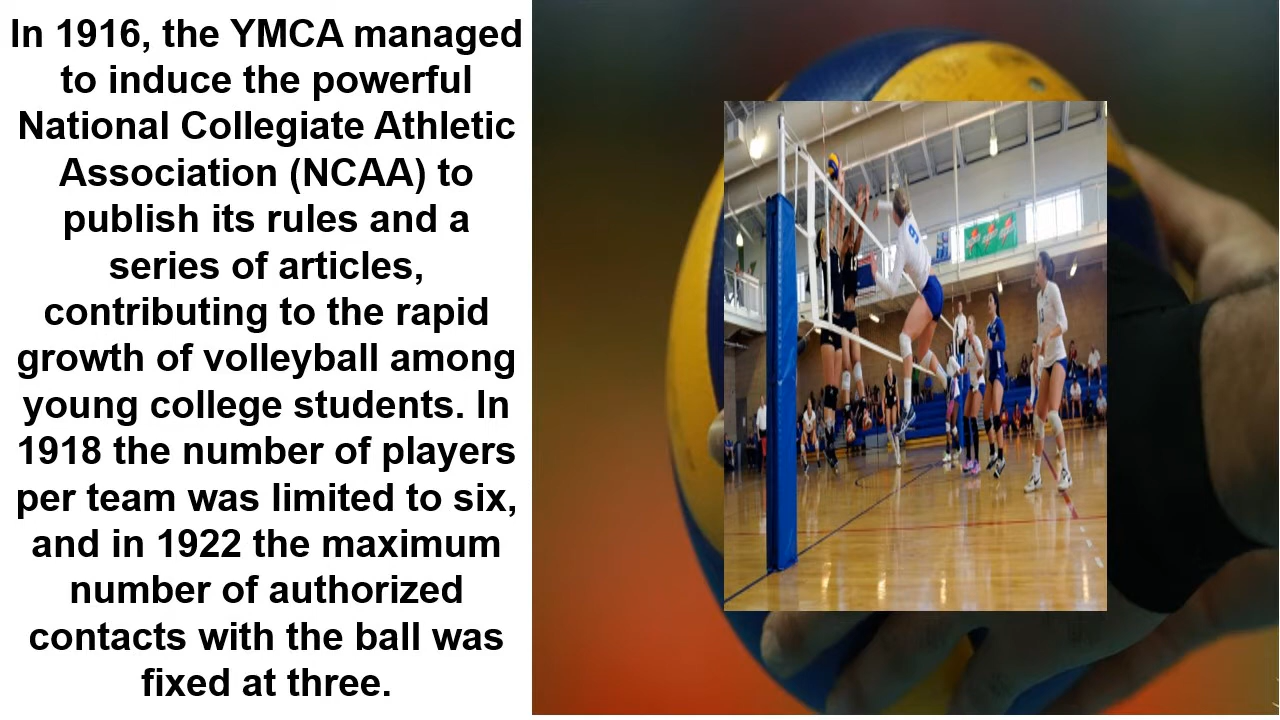 In 1916, the YMCA managed
to induce the powerful
National Collegiate Athletic
Association (NCAA) to
publish its rules and a
series of articles,
contributing to the rapid
growth of volleyball among
young college students. In
1918 the number of players
per team was limited to six,
and in 1922 the maximum
number of authorized
contacts with the ball was
fixed at three.